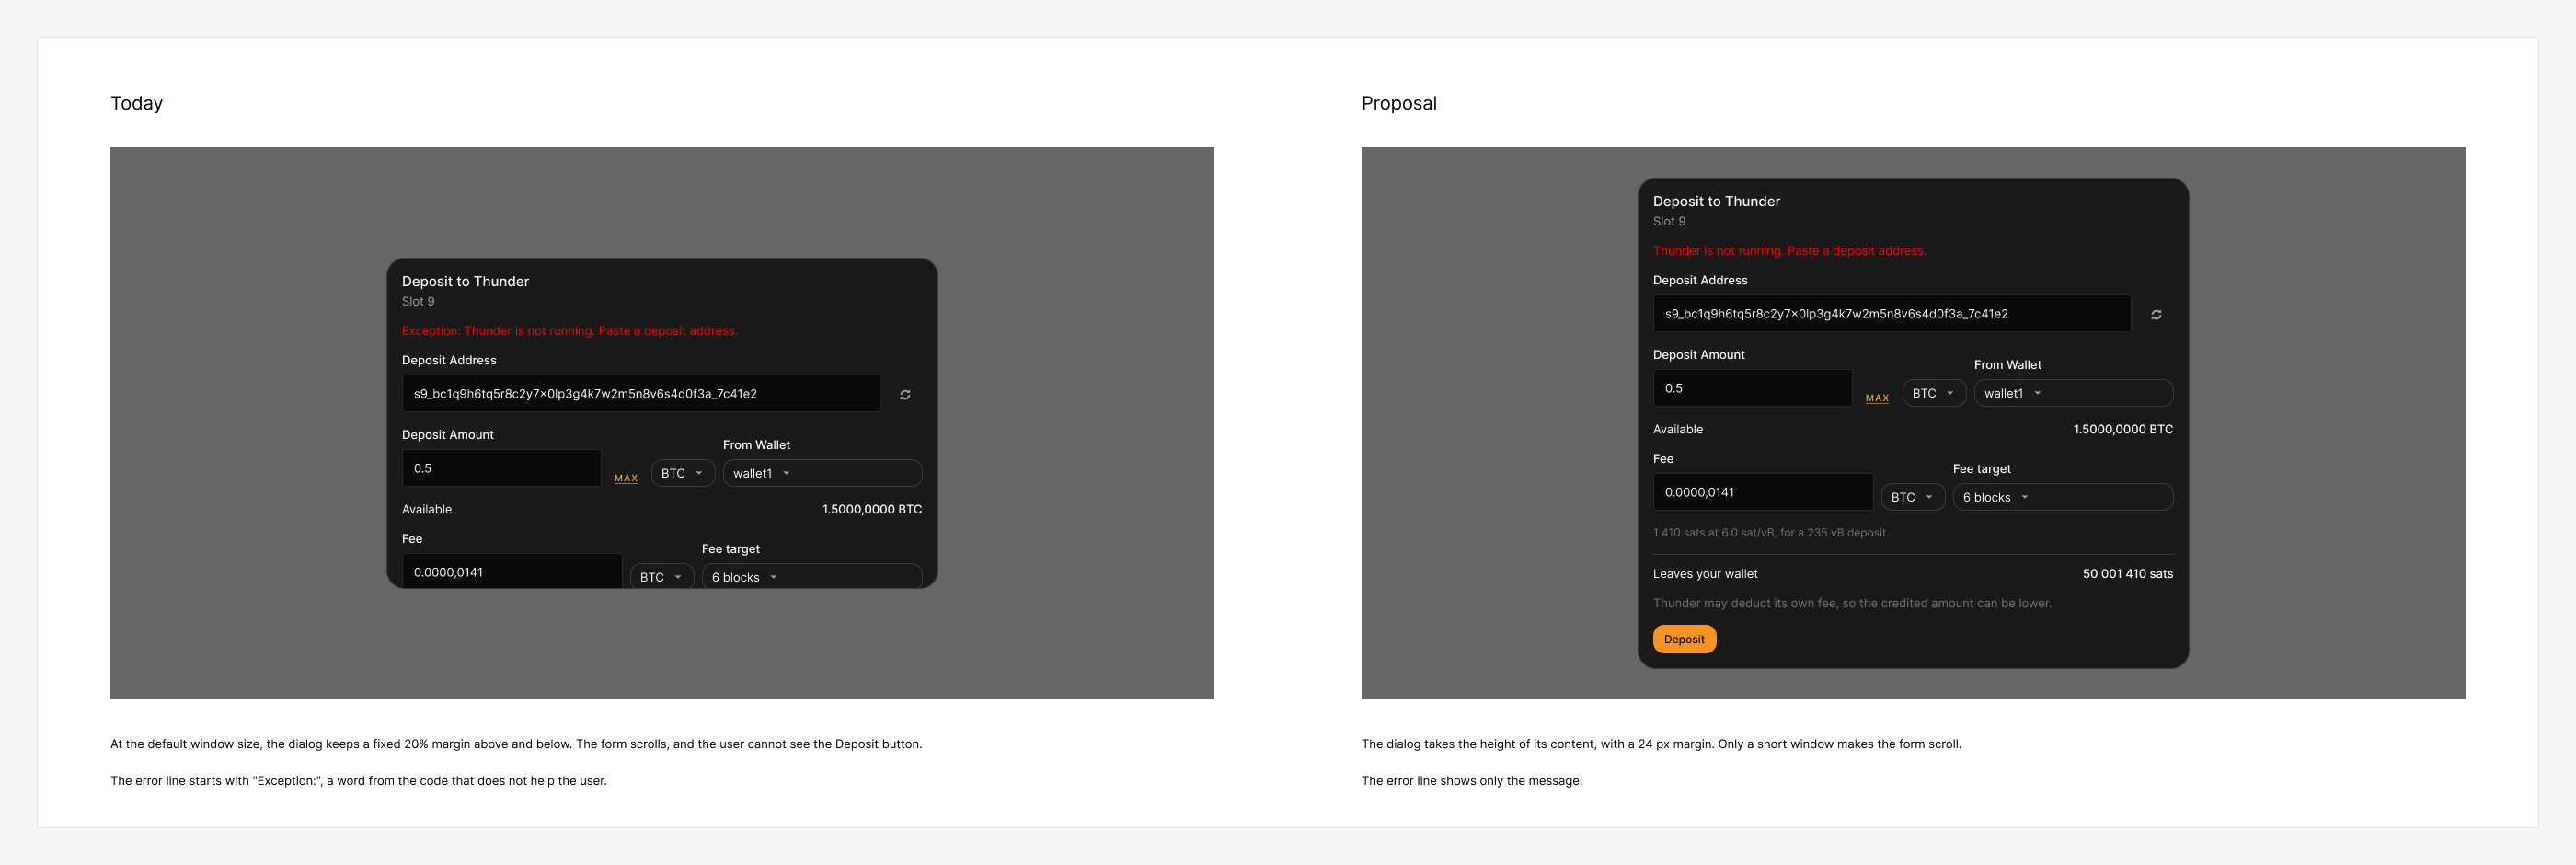 Today
Deposit to Thunder
Slot 9
Exception: Thunder is not running. Paste a deposit address.
Deposit Address
s9_bc1q9h6tq5r8c2y7×0lp3g4k7w2m5n8v6s4d0f3a_7c41e2
Deposit Amount
From Wallet
0.5
MAX
BTC
wallet1
Available
1.5000,0000 BTC
Fee
Fee target
0.0000,0141
BTC
6 blocks
At the default window size, the dialog keeps a fixed 20% margin above and below. The form scrolls, and the user cannot see the Deposit button.
The error line starts with "Exception:", a word from the code that does not help the user.
Proposal
Deposit to Thunder
Slot 9
Thunder is not running. Paste a deposit address.
Deposit Address
s9_bc1q9h6tq5r8c2y7×0lp3g4k7w2m5n8v6s4d0f3a_7c41e2
Deposit Amount
From Wallet
0.5
MAX
BTC
wallet1
Available
1.5000,0000 BTC
Fee
Fee target
0.0000,0141
BTC
6 blocks
1 410 sats at 6.0 sat/vB, for a 235 vB deposit.
Leaves your wallet
50 001 410 sats
Thunder may deduct its own fee, so the credited amount can be lower.
Deposit
The dialog takes the height of its content, with a 24 px margin. Only a short window makes the form scroll.
The error line shows only the message.